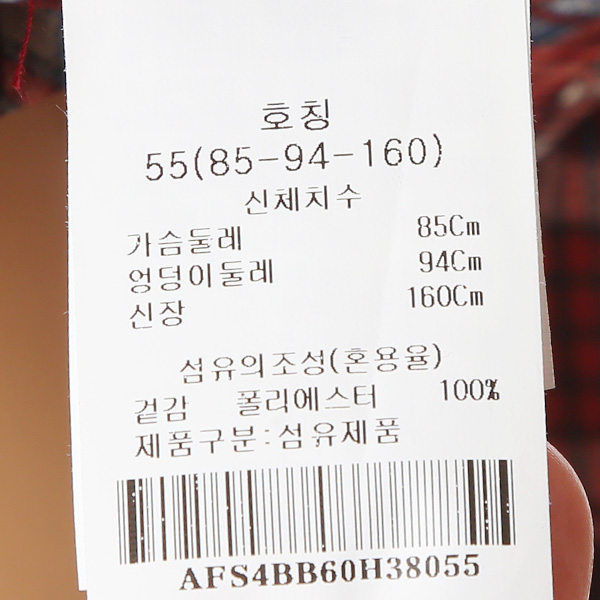 호칭
55(85-94-160)
신체치수
가슴둘레 85Cm
엉덩이둘레 94Cm
신장 160Cm
섬유의조성(혼용율)
겉감 폴리에스터 100%
제품구분:섬유제품
AFS4BB60H38055